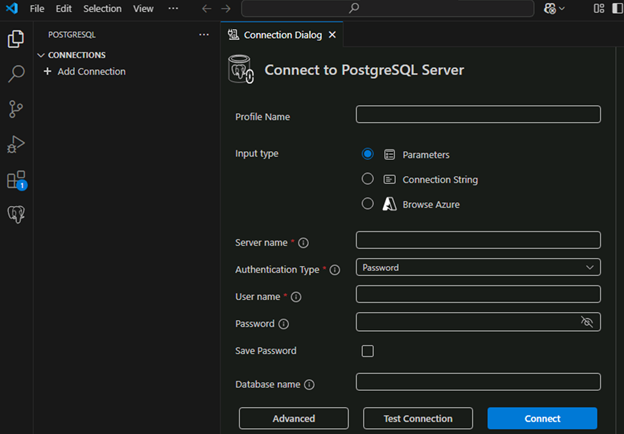 File Edit Selection View ...
POSTGRESQL ...
CONNECTIONS
+ Add Connection
1
Connection Dialog
Connect to PostgreSQL Server
Profile Name
Input type
Parameters
Connection String
Browse Azure
Server name *
Authentication Type * Password
User name *
Password
Save Password
Database name
Advanced Test Connection Connect